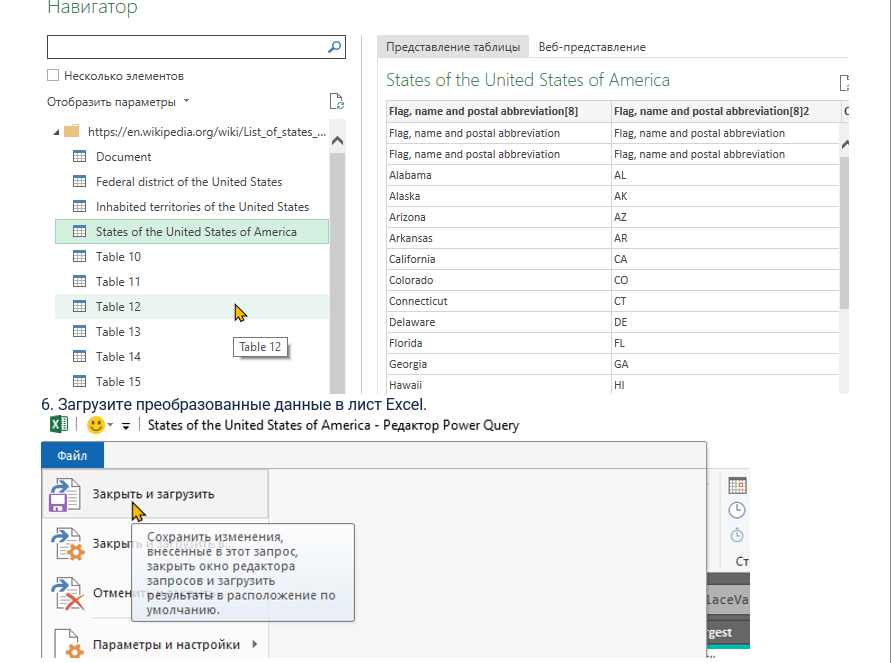 Навигатор
Несколько элементов
Отобразить параметры
https://en.wikipedia.org/wiki/List_of_states_...
Document
Federal district of the United States
Inhabited territories of the United States
States of the United States of America
Table 10
Table 11
Table 12
Table 13
Table 12
Table 14
Table 15
Представление таблицы Веб-представление
States of the United States of America
Flag, name and postal abbreviation[8] Flag, name and postal abbreviation[8]2 C
Flag, name and postal abbreviation Flag, name and postal abbreviation
Flag, name and postal abbreviation Flag, name and postal abbreviation
Alabama AL
Alaska AK
Arizona AZ
Arkansas AR
California CA
Colorado CO
Connecticut CT
Delaware DE
Florida FL
Georgia GA
Hawaii HI
6. Загрузите преобразованные данные в лист Excel.
States of the United States of America - Редактор Power Query
Файл
Закрыть и загрузить
Сохранить изменения,
внесенные в этот запрос,
закрыть окно редактора
запросов и загрузить
результаты в расположение по
умолчанию.
Параметры и настройки
Ст
laceVa
gest